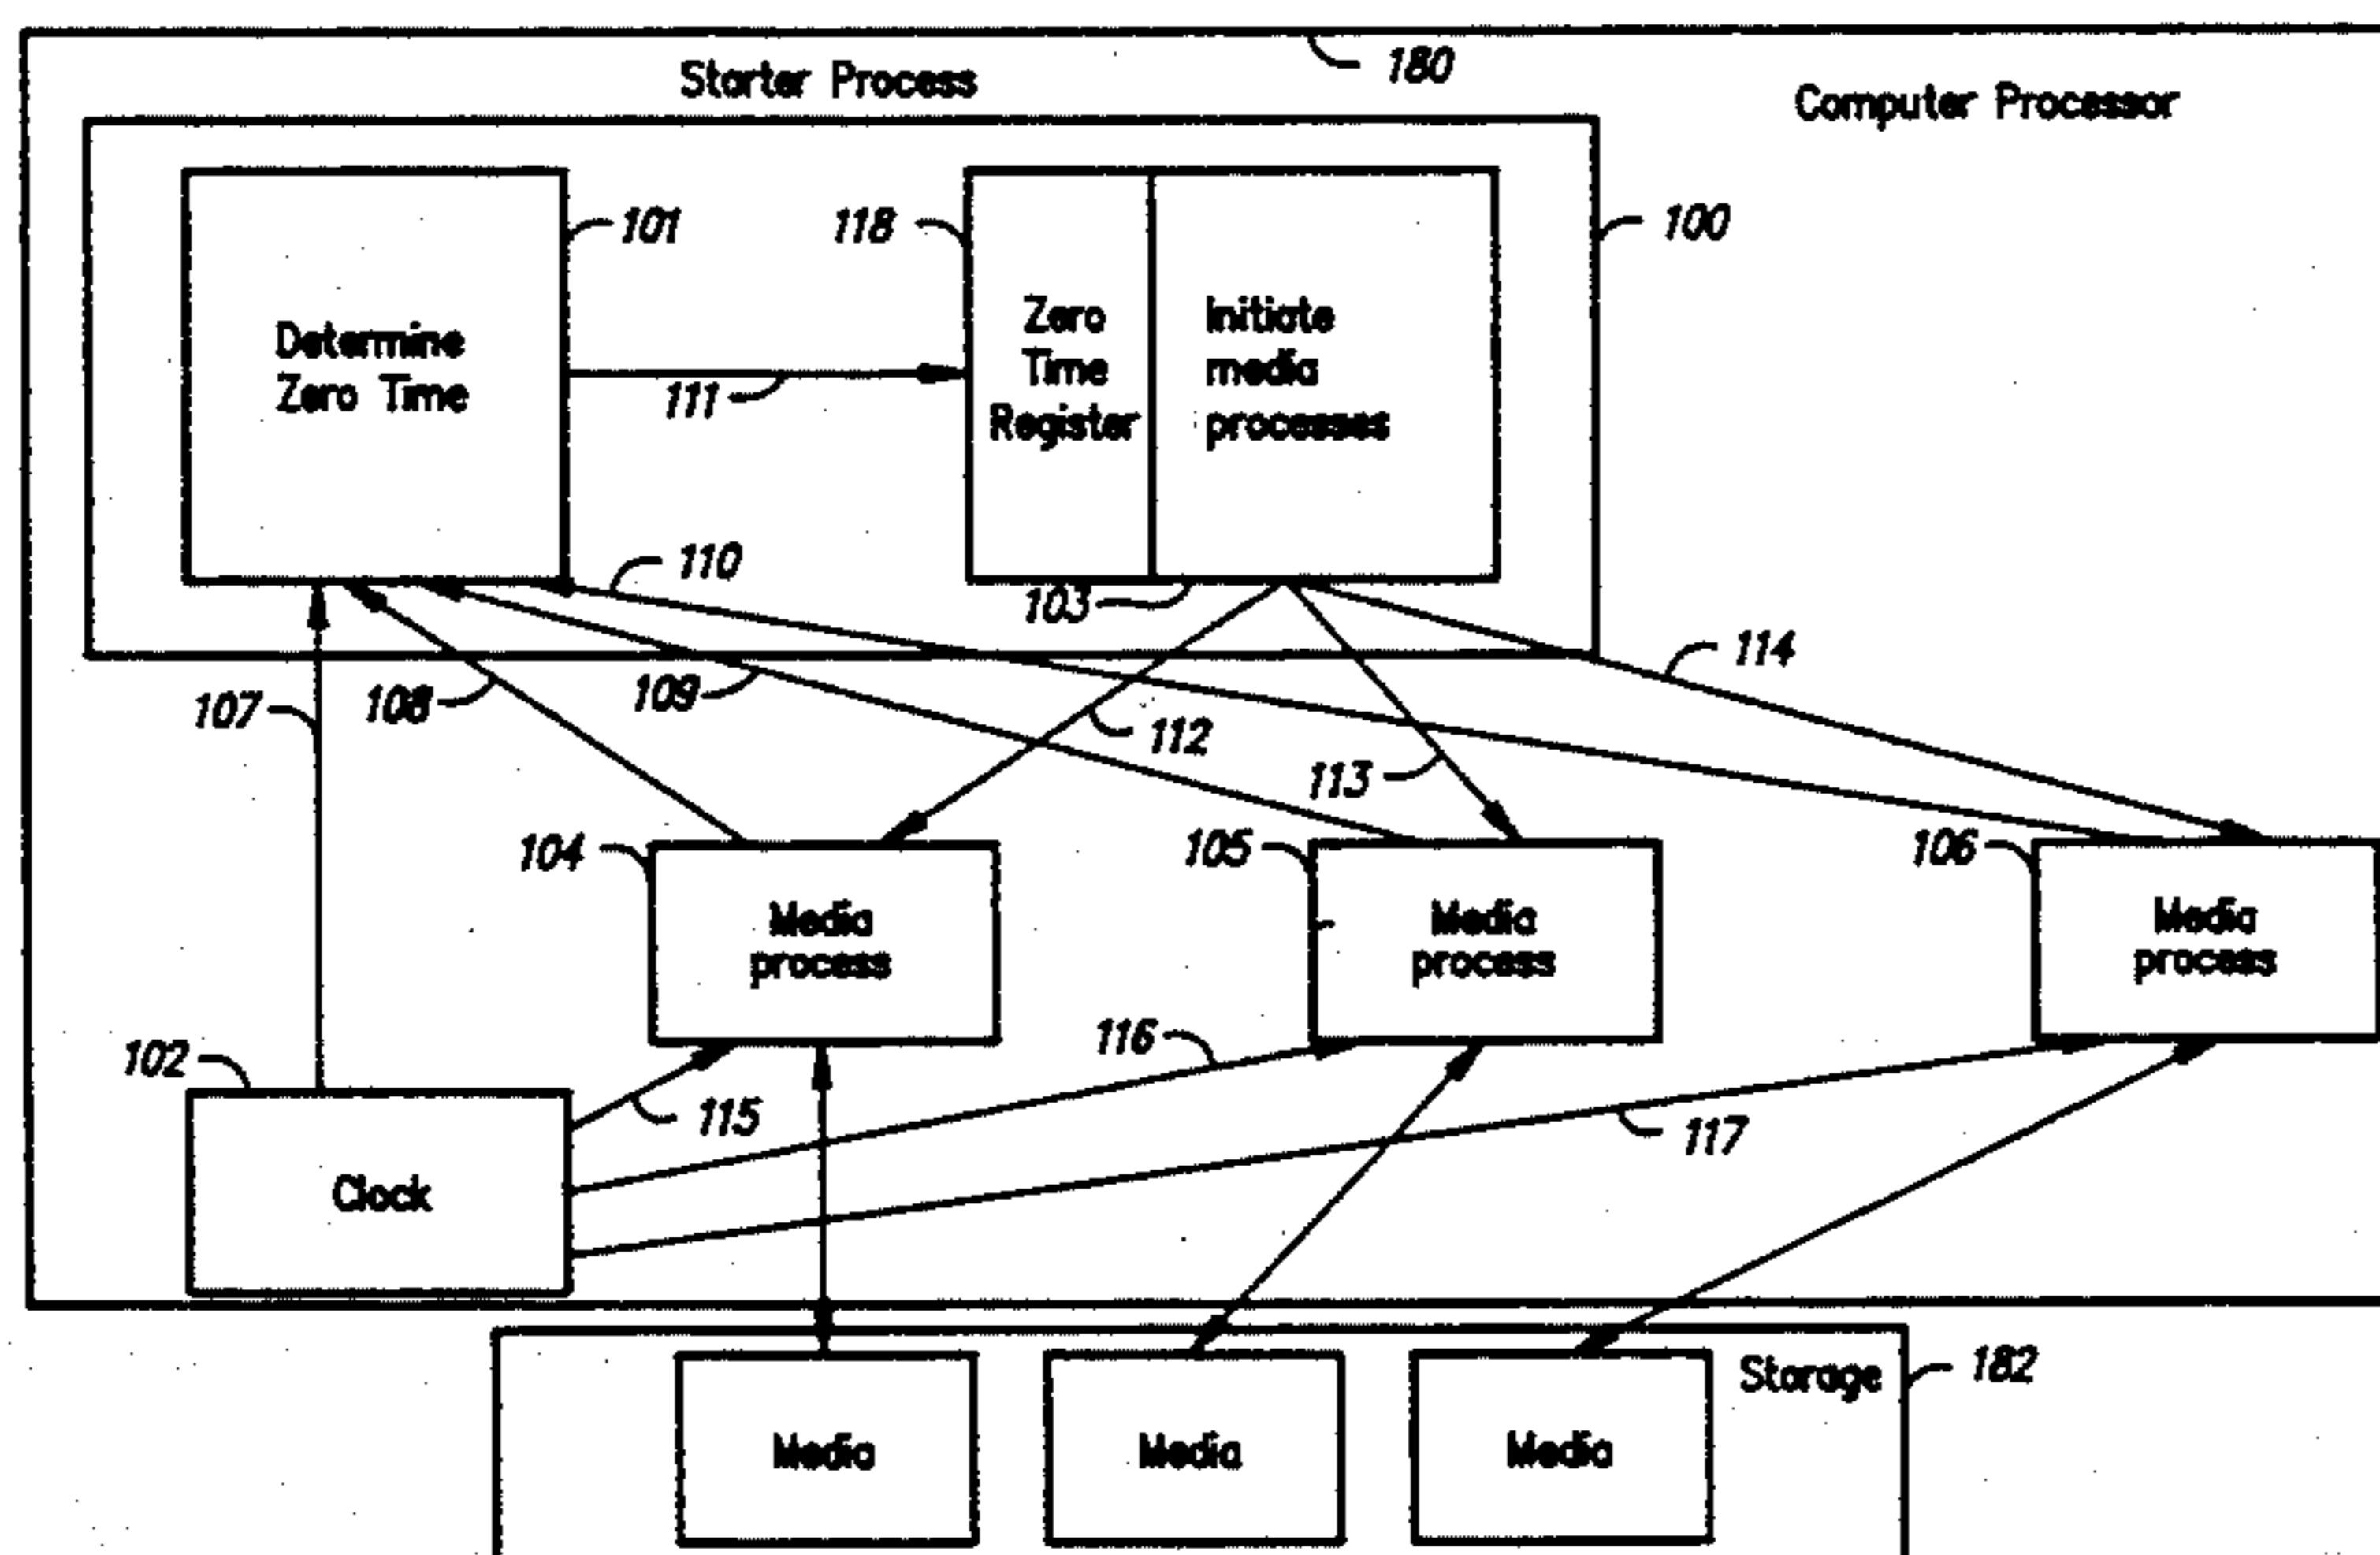 180
Starter Process
Computer Processor
101
118
100
Determine
Zero Time
Zero
Time
Register
Initiate
media
processes
111
110
103
114
107
108
109
112
113
104
105
106
Media
process
Media
process
Media
process
102
116
115
117
Clock
Storage
182
Media
Media
Media